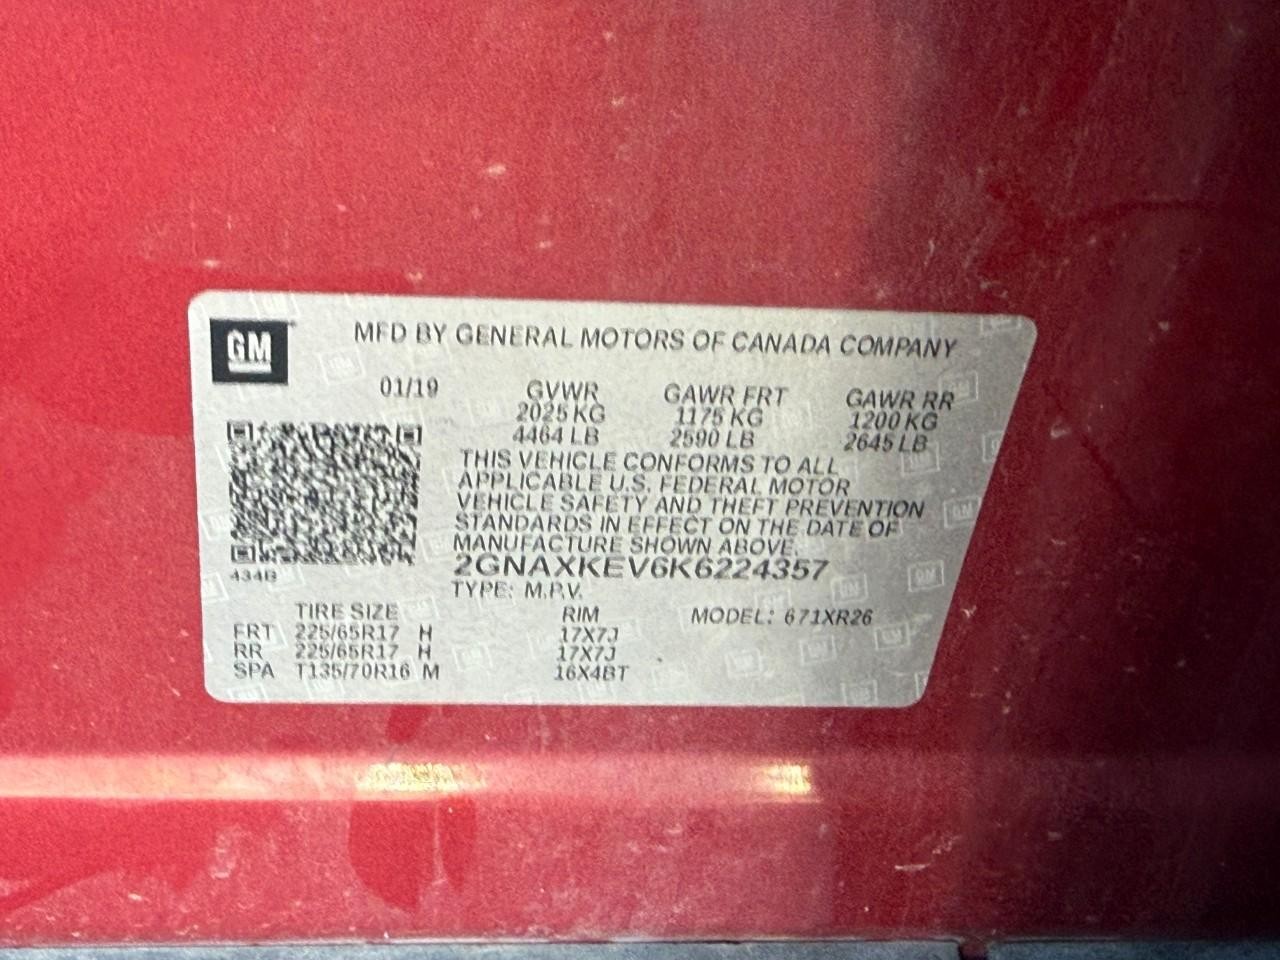 GM
MFD BY GENERAL MOTORS OF CANADA COMPANY
01/19 GVWR GAWR FRT GAWR RR
2025 KG 1175 KG 1200 KG
4464 LB 2590 LB 2645 LB
THIS VEHICLE CONFORMS TO ALL
APPLICABLE U.S. FEDERAL MOTOR
VEHICLE SAFETY AND THEFT PREVENTION
STANDARDS IN EFFECT ON THE DATE OF
MANUFACTURE SHOWN ABOVE.
2GNAXKEV6K6224357
434B
TYPE: M.P.V.
TIRE SIZE RIM MODEL: 671XR26
FRT 225/65R17 H 17X7J
RR 225/65R17 H 17X7J
SPA T135/70R16 M 16X4BT